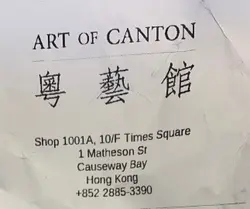 ART OF CANTON
粵藝館
Shop 1001A, 10/F Times Square
1 Matheson St
Causeway Bay
Hong Kong
+852 2885-3390